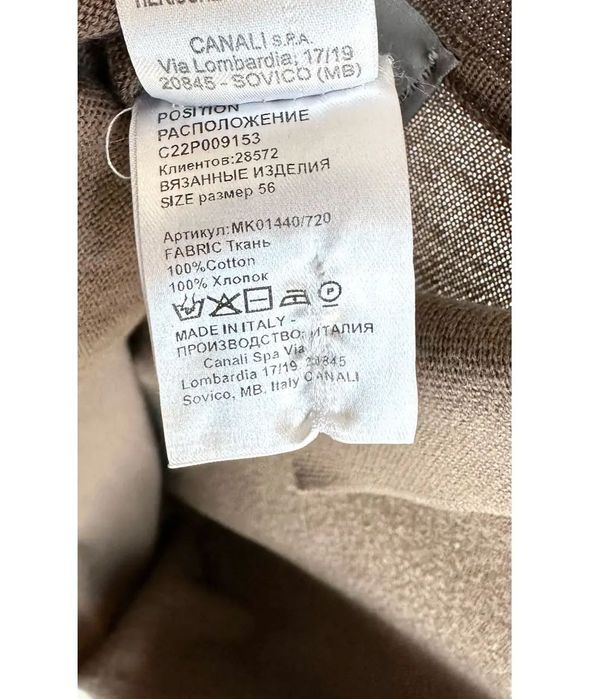 CANALI S.P.A.
Via Lombardia, 17/19
20845 - SOVICO (MB)
POSITION
РАСПОЛОЖЕНИЕ
C22P009153
Клиентов:28572
ВЯЗАННЫЕ ИЗДЕЛИЯ
SIZE размер 56
Артикул:MK01440/720
FABRIC Ткань
100%Cotton
100% Хлопок
P
MADE IN ITALY -
ПРОИЗВОДСТВО: ИТАЛИЯ
Canali Spa Via
Lombardia 17/19 20845
Sovico, MB. Italy CANALI